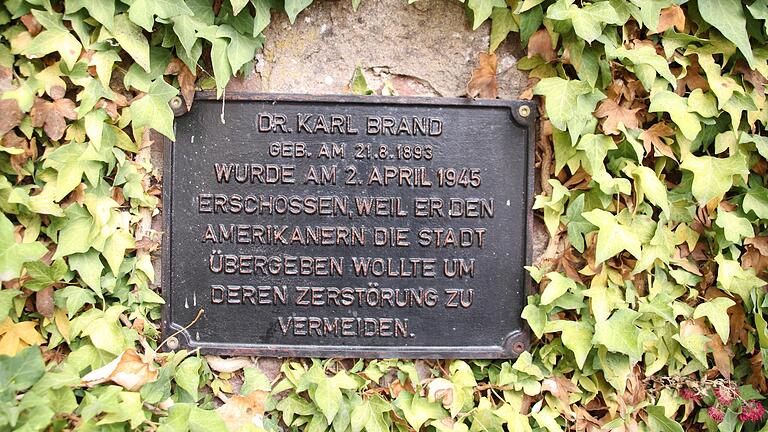 DR. KARL BRAND
GEB. AM 21.8.1893
WURDE AM 2. APRIL 1945
ERSCHOSSEN, WEIL ER DEN
AMERIKANERN DIE STADT
ÜBERGEBEN WOLLTE UM
DEREN ZERSTÖRUNG ZU
VERMEIDEN.